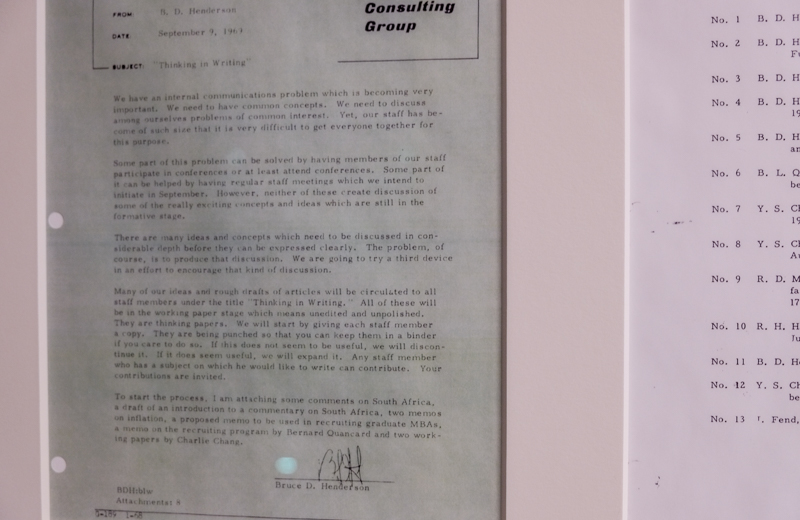 Consulting
Group
FROM: B. D. Henderson
DATE September 9,
SUBJECT: "Thinking in Writing"
We have an internal communications problem which is becoming very
important. We need to have common concepts. We need to discuss
among ourselves problems of common interest. Yet, our staff has be-
come of such size that it is very difficult to get everyone together for
this purpose.
Some part of this problem can be solved by having members of our staff
participate in conferences or at least attend conferences. Some part of
it can be helped by having regular staff meetings which we intend to
initiate in September. However, neither of these create discussion of
some of the really exciting concepts and ideas which are still in the
formative stage.
There are many ideas and concepts which need to be discussed in con-
siderable depth before they can be expressed clearly. The problem, of
course, is to produce that discussion. We are going to try a third device
in an effort to encourage that kind of discussion.
Many of our ideas and rough drafts of articles will be circulated to all
staff members under the title "Thinking in Writing." All of these will
be in the working paper stage which means unedited and unpolished.
They are thinking papers. We will start by giving each staff member
a copy. They are being punched so that you can keep them in a binder
if you care to do so. If this does not seem to be useful, we will discon-
tinue it. If it does seem useful, we will expand it. Any staff member
who has a subject on which he would like to write can contribute. Your
contributions are invited.
To start the process, I am attaching some comments on South Africa,
a draft of an introduction to a commentary on South Africa, two memos
on inflation, a proposed memo to be used in recruiting graduate MBAs,
a memo on the recruiting program by Bernard Quancard and two work-
ing papers by Charlie Chang.
Bruce D. Henderson
Attachments: 8
No. 1 B. D. H
No. 2 B. D. H
No. 3 B. D. H
No. 4 B. D. H
19
No. 5 B. D. H
an
No. 6 B. L. Q
be
No. 7 Y. S. C
19
No. 8 Y. S. C
No. 9 R. D. M
fa
17
No. 10 R. H. H
No. 11 B. D. H
No. 12 Y. S. C
be
No. 13 Fend,